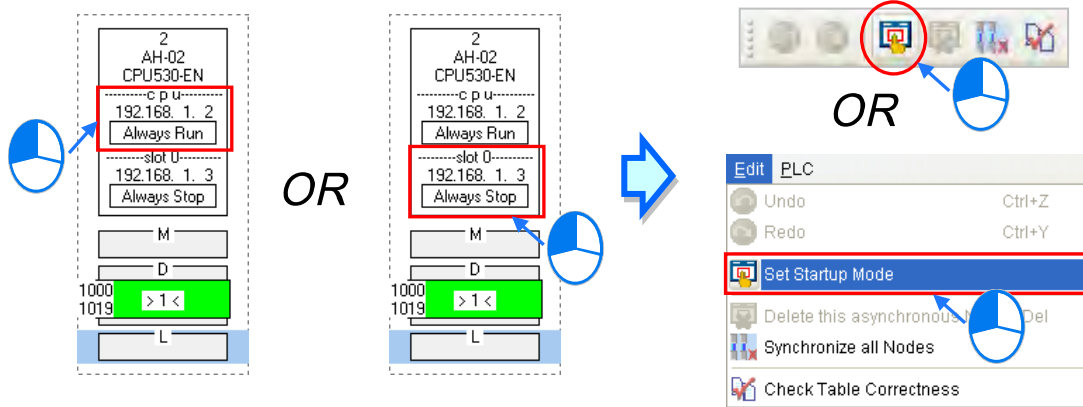 2
AH-02
CPU530-EN
--------c p u--------
192.168. 1. 2
Always Run
--------slot 0--------
192.168. 1. 3
Always Stop
M
D
1000
1019
> 1 <
L
OR
2
AH-02
CPU530-EN
--------c p u--------
192.168. 1. 2
Always Run
--------slot 0--------
192.168. 1. 3
Always Stop
M
D
1000
1019
> 1 <
L
OR
Edit PLC
Undo Ctrl+Z
Redo Ctrl+Y
Set Startup Mode
Delete this asynchronous Del
Synchronize all Nodes
Check Table Correctness